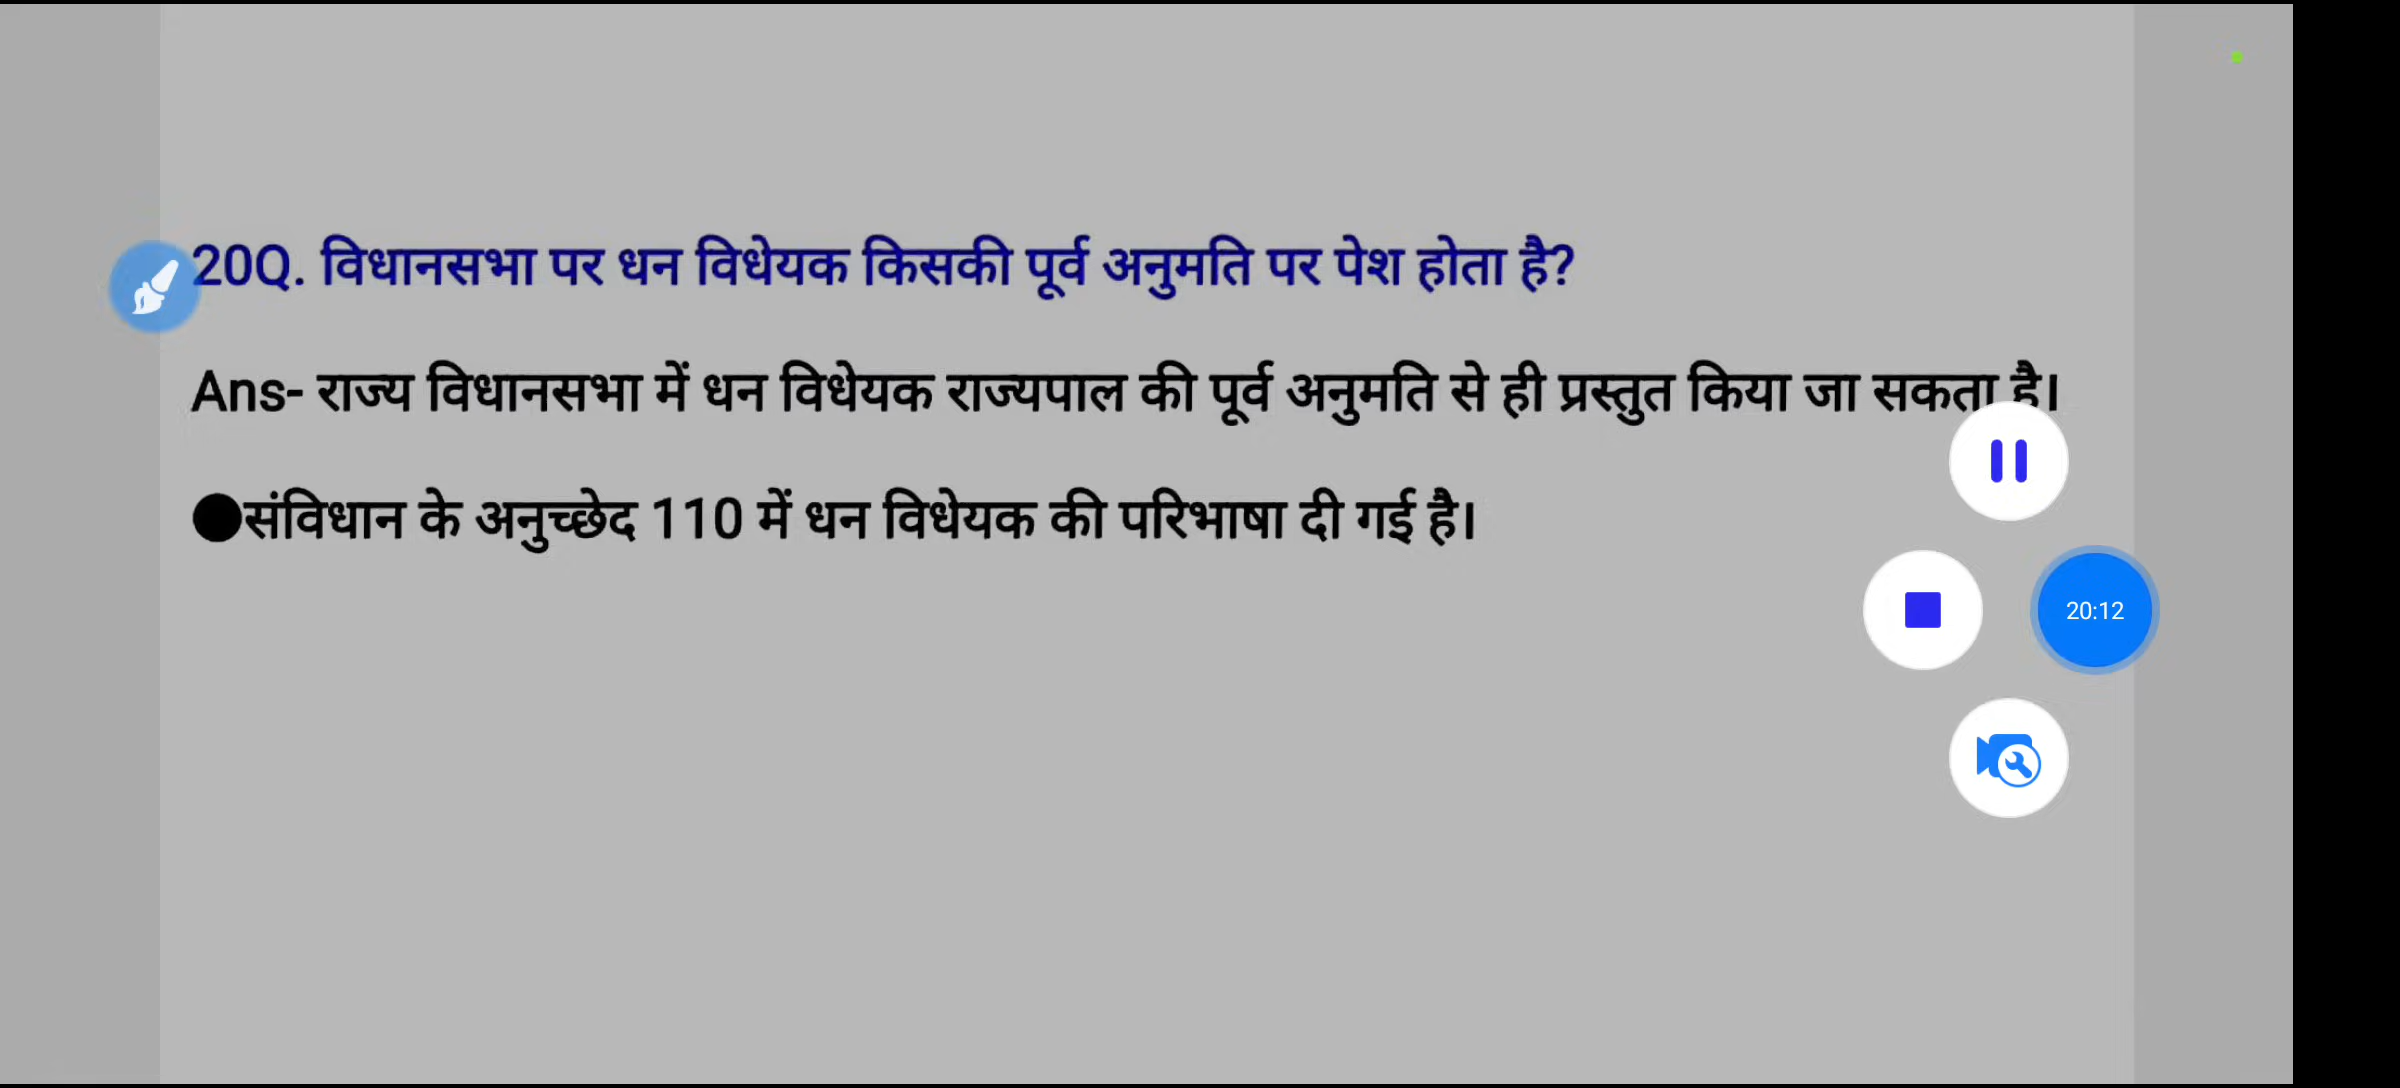 20Q. विधानसभा पर धन विधेयक किसकी पूर्व अनुमति पर पेश होता है?
Ans- राज्य विधानसभा में धन विधेयक राज्यपाल की पूर्व अनुमति से ही प्रस्तुत किया जा सकता है।
●संविधान के अनुच्छेद 110 में धन विधेयक की परिभाषा दी गई है।
20:12